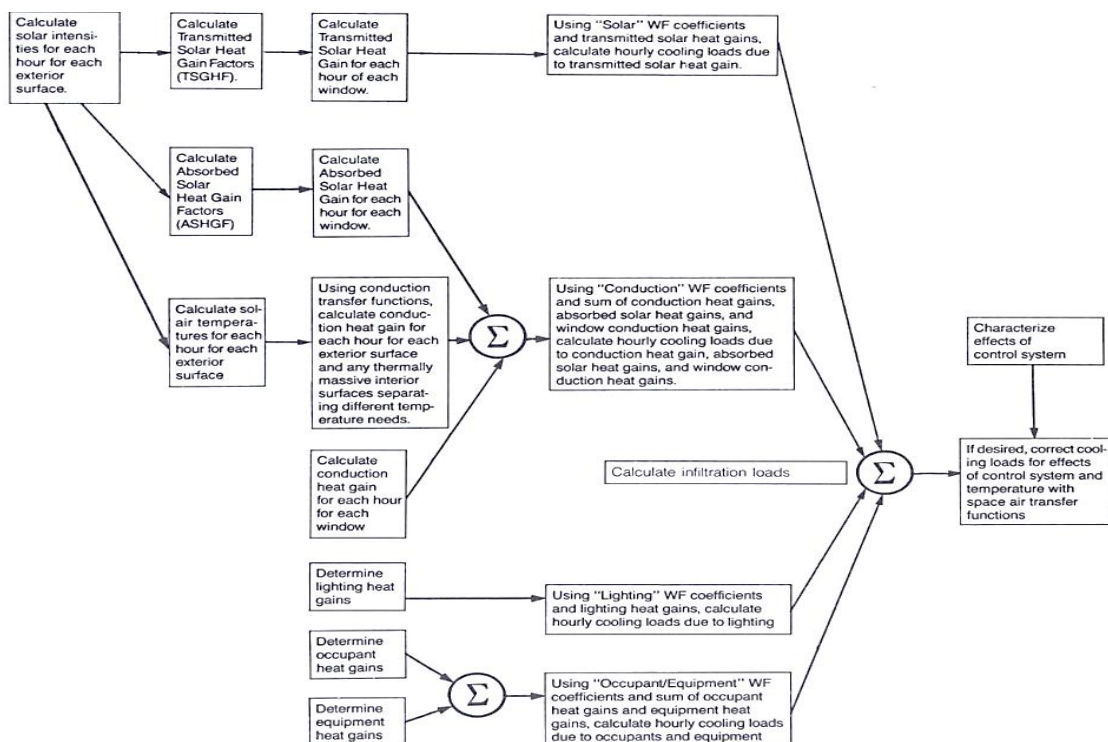 Calculate
solar intensi-
ties for each
hour for each
exterior
surface.
Calculate
Transmitted
Solar Heat
Gain Factors
(TSGHF).
Calculate
Transmitted
Solar Heat
Gain for each
hour of each
window.
Using "Solar" WF coefficients
and transmitted solar heat gains,
calculate hourly cooling loads due
to transmitted solar heat gain.
Calculate
Absorbed
Solar
Heat Gain
Factors
(ASHGF)
Calculate
Absorbed
Solar Heat
Gain for each
hour for each
window.
Calculate sol-
air tempera-
tures for each
hour for each
exterior
surface
Using conduction
transfer functions,
calculate conduc-
tion heat gain for
each hour for each
exterior surface
and any thermally
massive interior
surfaces separat-
ing different temp-
erature needs.
Σ
Using "Conduction" WF coefficients
and sum of conduction heat gains,
absorbed solar heat gains, and
window conduction heat gains,
calculate hourly cooling loads due
to conduction heat gain, absorbed
solar heat gains, and window con-
duction heat gains.
Characterize
effects of
control system
Calculate
conduction
heat gain
for each hour
for each
window
Calculate infiltration loads
Σ
If desired, correct cool-
ing loads for effects
of control system and
temperature with
space air transfer
functions
Determine
lighting heat
gains
Using "Lighting" WF coefficients
and lighting heat gains, calculate
hourly cooling loads due to lighting
Determine
occupant
heat gains
Determine
equipment
heat gains
Σ
Using "Occupant/Equipment" WF
coefficients and sum of occupant
heat gains and equipment heat
gains, calculate hourly cooling loads
due to occupants and equipment